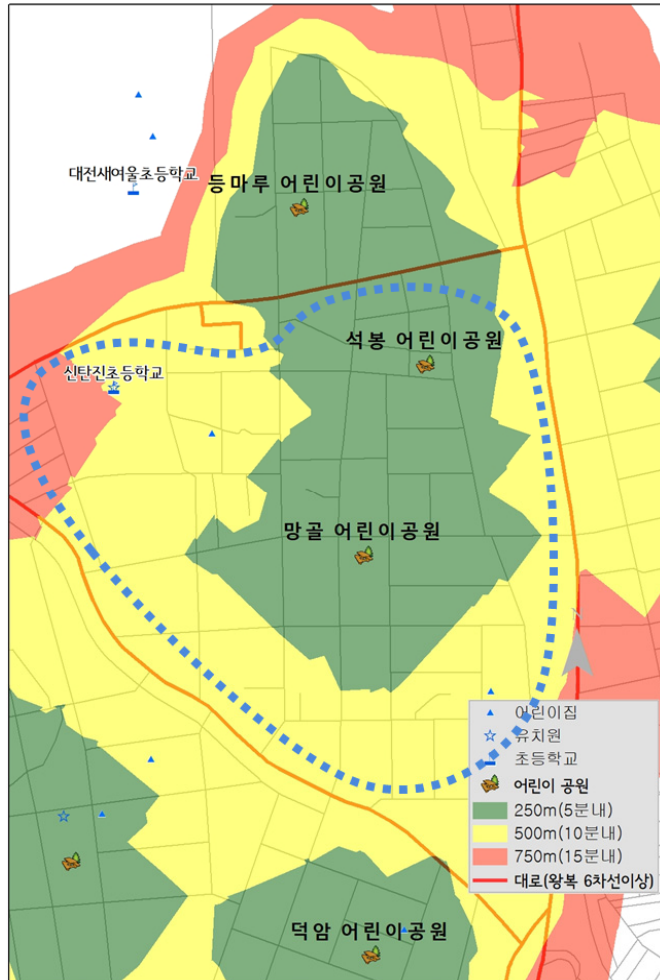 대전새여울초등학교
등마루 어린이공원
석봉 어린이공원
신탄진초등학교
망골 어린이공원
N
어린이집
유치원
초등학교
어린이 공원
250m(5분내)
500m(10분내)
750m(15분내)
대로(왕복 6차선이상)
덕암 어린이공원